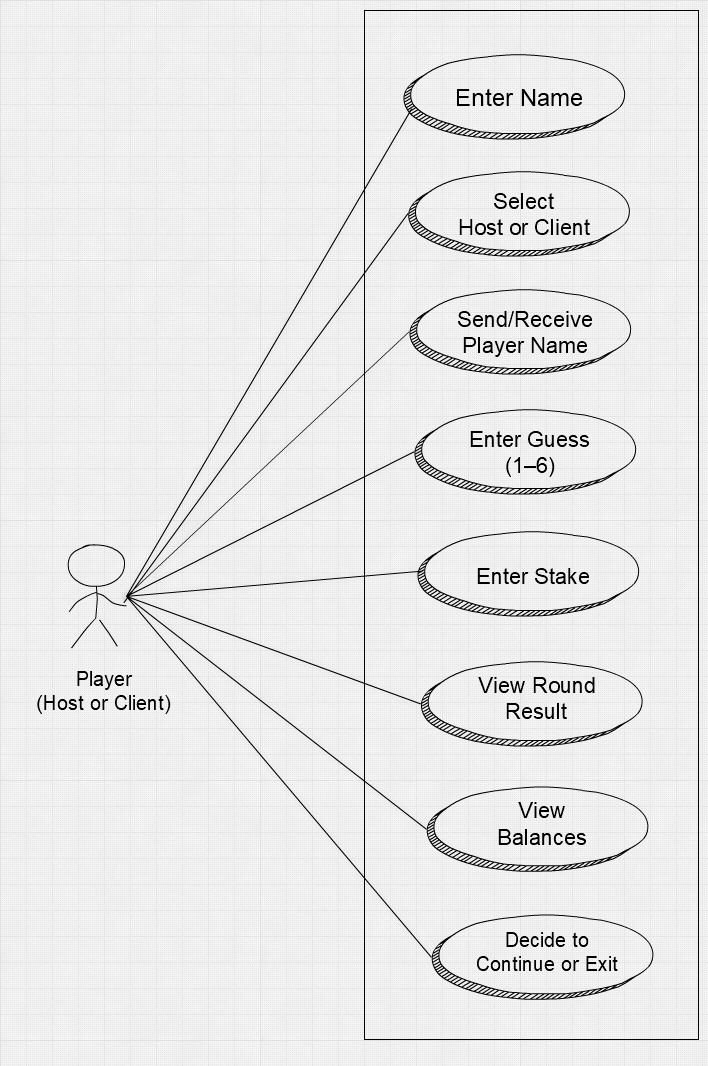 Enter Name
Select
Host or Client
Send/Receive
Player Name
Enter Guess
(1–6)
Enter Stake
Player
(Host or Client)
View Round
Result
View
Balances
Decide to
Continue or Exit